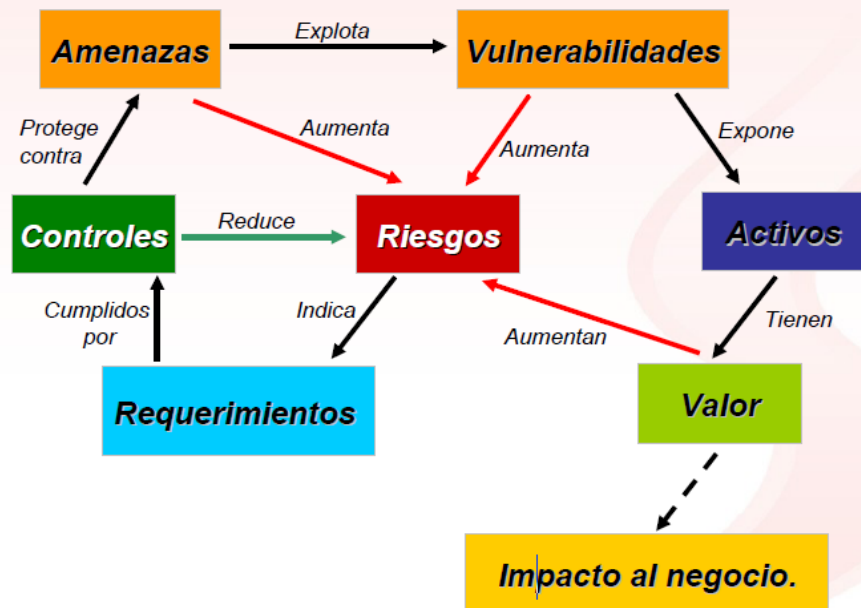 Amenazas
Explota
Vulnerabilidades
Protege
contra
Aumenta
Aumenta
Expone
Controles
Reduce
Riesgos
Activos
Cumplidos
por
Indica
Aumentan
Tienen
Requerimientos
Valor
Impacto al negocio.